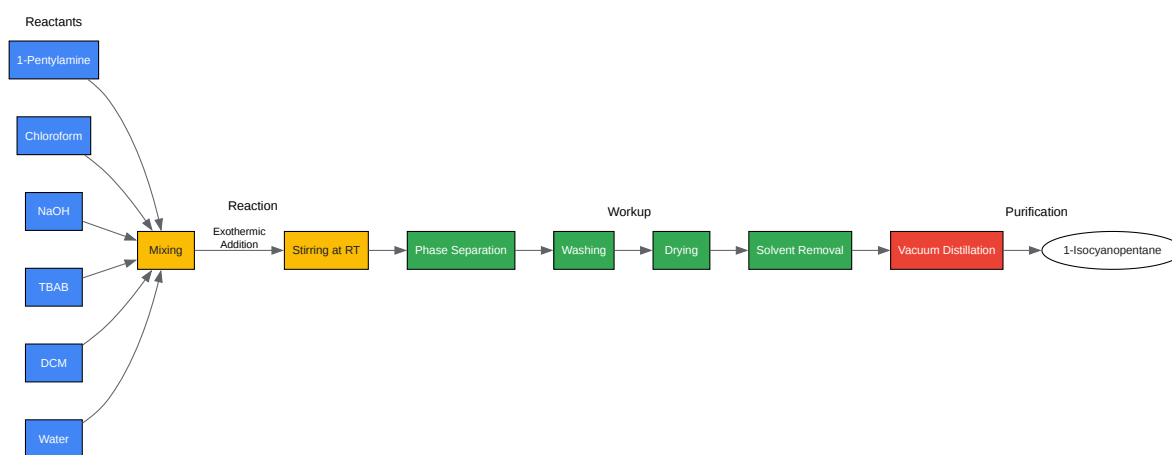 Reactants
1-Pentylamine
Chloroform
NaOH
TBAB
DCM
Water
Mixing
Reaction
Exothermic
Addition
Stirring at RT
Workup
Phase Separation
Washing
Drying
Solvent Removal
Purification
Vacuum Distillation
1-Isocyanopentane